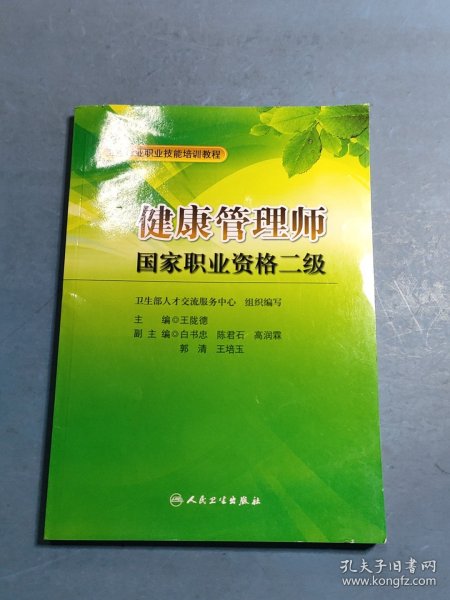 业职业技能培训教程
健康管理师
国家职业资格二级
卫生部人才交流服务中心 组织编写
主 编◎王陇德
副主编◎白书忠 陈君石 高润霖
郭 清 王培玉
人民卫生出版社
孔夫子旧书网
www.kongfz.com